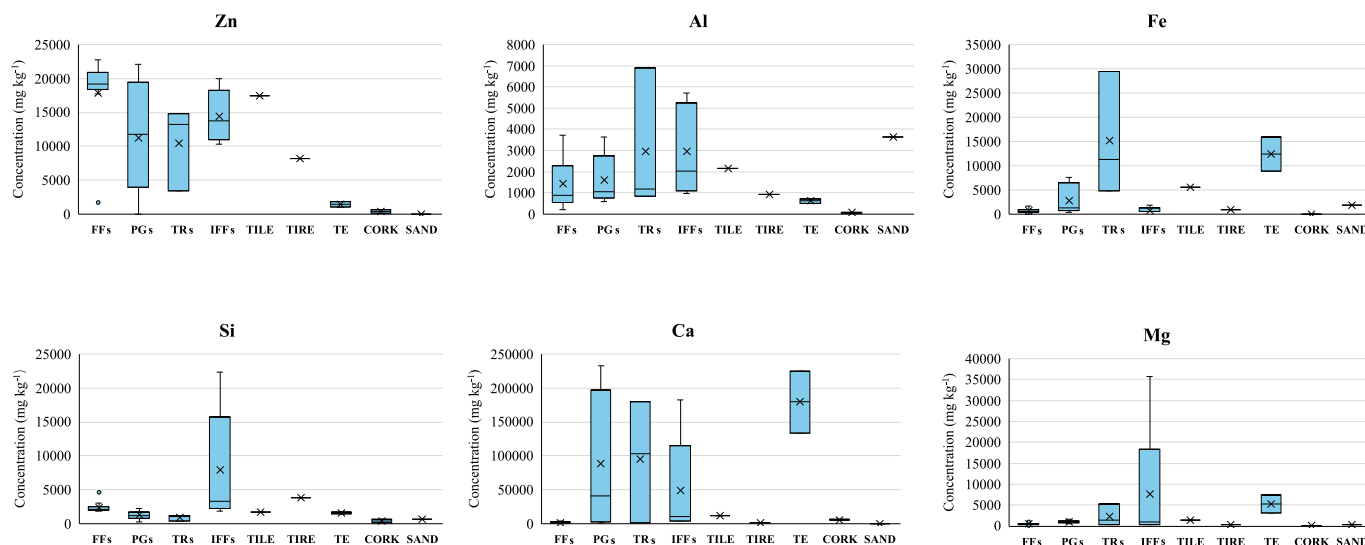 Zn
Concentration (mg kg⁻¹)
25000
20000
15000
10000
5000
0
FFs PGs TRs IFFs TILE TIRE TE CORK SAND
Al
Concentration (mg kg⁻¹)
8000
7000
6000
5000
4000
3000
2000
1000
0
FFs PGs TRs IFFs TILE TIRE TE CORK SAND
Fe
Concentration (mg kg⁻¹)
35000
30000
25000
20000
15000
10000
5000
0
FFs PGs TRs IFFs TILE TIRE TE CORK SAND
Si
Concentration (mg kg⁻¹)
25000
20000
15000
10000
5000
0
FFs PGs TRs IFFs TILE TIRE TE CORK SAND
Ca
Concentration (mg kg⁻¹)
250000
200000
150000
100000
50000
0
FFs PGs TRs IFFs TILE TIRE TE CORK SAND
Mg
Concentration (mg kg⁻¹)
40000
35000
30000
25000
20000
15000
10000
5000
0
FFs PGs TRs IFFs TILE TIRE TE CORK SAND